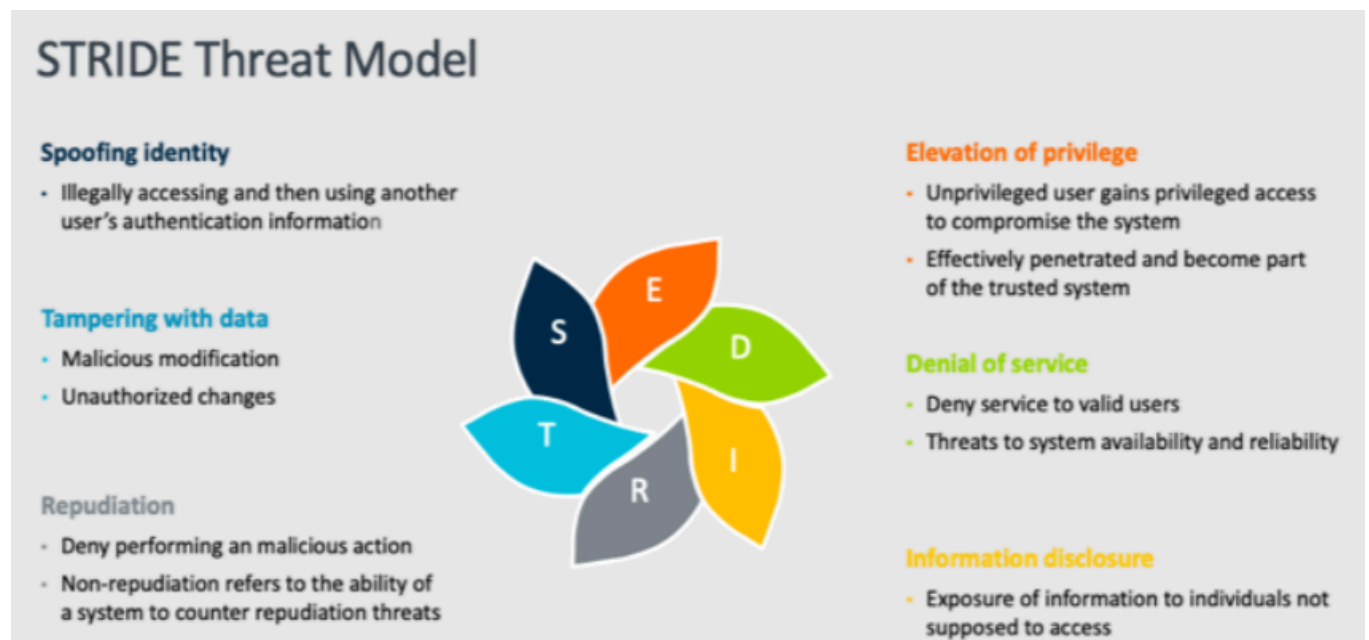 STRIDE Threat Model
Spoofing identity
• Illegally accessing and then using another
user's authentication information
Tampering with data
• Malicious modification
• Unauthorized changes
Repudiation
• Deny performing an malicious action
• Non-repudiation refers to the ability of
a system to counter repudiation threats
S
E
D
T
I
R
Elevation of privilege
• Unprivileged user gains privileged access
to compromise the system
• Effectively penetrated and become part
of the trusted system
Denial of service
• Deny service to valid users
• Threats to system availability and reliability
Information disclosure
• Exposure of information to individuals not
supposed to access